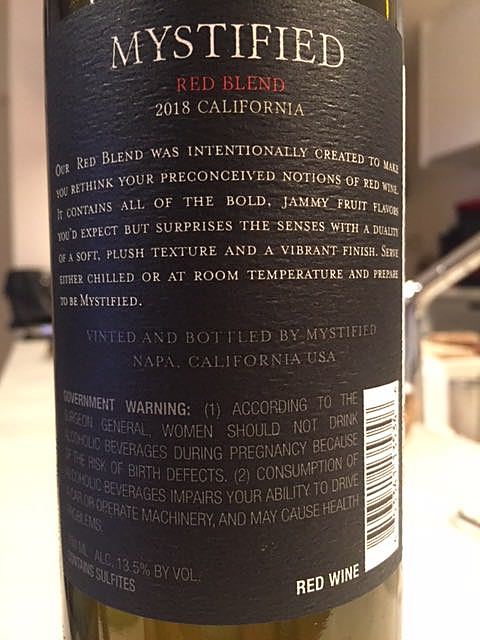 MYSTIFIED
RED BLEND
2018 CALIFORNIA
OUR RED BLEND WAS INTENTIONALLY CREATED TO MAKE
YOU RETHINK YOUR PRECONCEIVED NOTIONS OF RED WINE.
IT CONTAINS ALL OF THE BOLD, JAMMY FRUIT FLAVORS
YOU'D EXPECT BUT SURPRISES THE SENSES WITH A DUALITY
OF A SOFT, PLUSH TEXTURE AND A VIBRANT FINISH. SERVE
EITHER CHILLED OR AT ROOM TEMPERATURE AND PREPARE
TO BE MYSTIFIED.
VINTED AND BOTTLED BY MYSTIFIED
NAPA, CALIFORNIA USA
GOVERNMENT WARNING: (1) ACCORDING TO THE
SURGEON GENERAL, WOMEN SHOULD NOT DRINK
ALCOHOLIC BEVERAGES DURING PREGNANCY BECAUSE
OF THE RISK OF BIRTH DEFECTS. (2) CONSUMPTION OF
ALCOHOLIC BEVERAGES IMPAIRS YOUR ABILITY TO DRIVE
A CAR OR OPERATE MACHINERY, AND MAY CAUSE HEALTH
PROBLEMS.
ML ALC. 13.5% BY VOL.
CONTAINS SULFITES
RED WINE